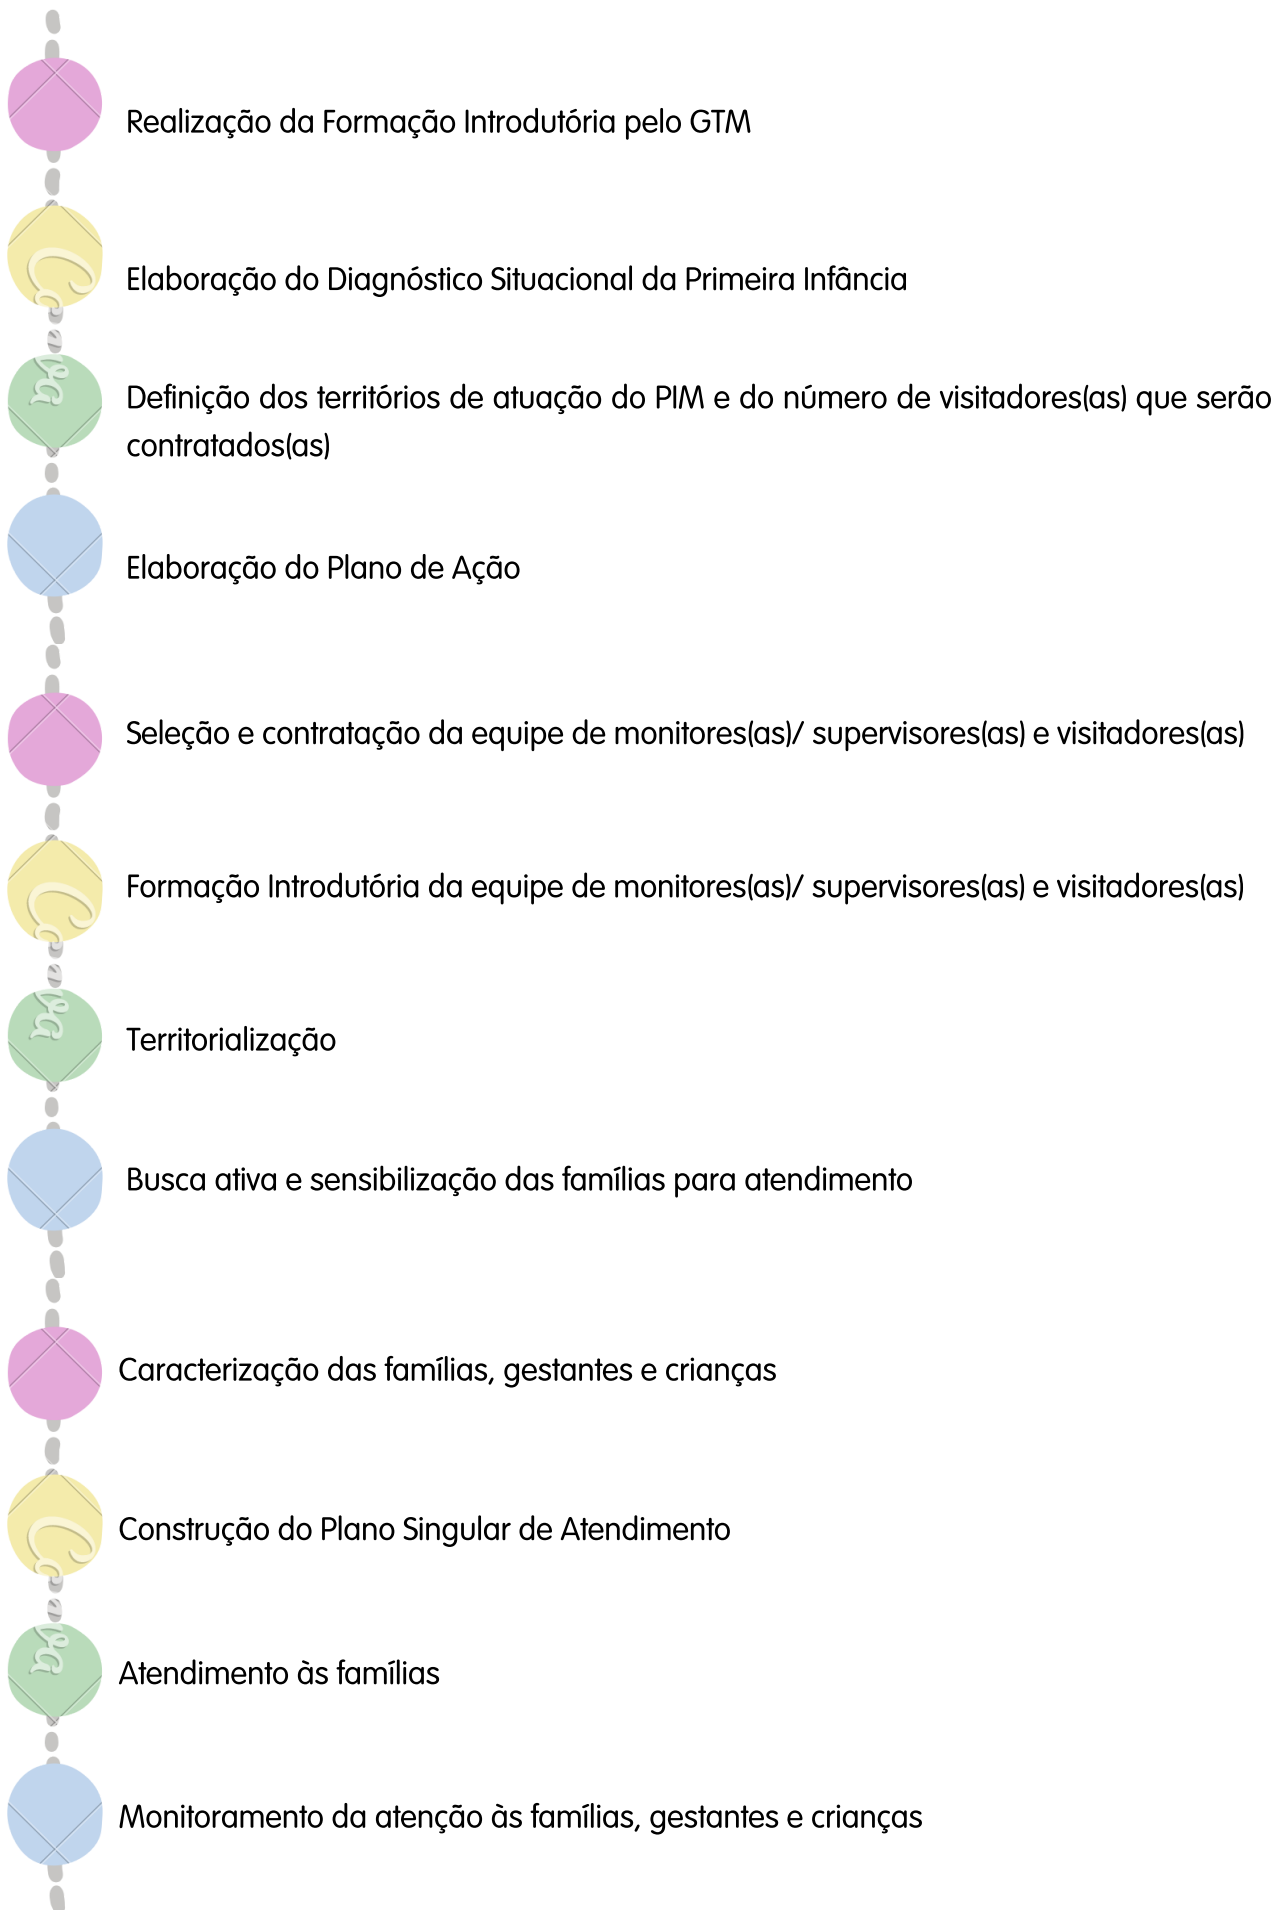 Realização da Formação Introdutória pelo GTM
Elaboração do Diagnóstico Situacional da Primeira Infância
Definição dos territórios de atuação do PIM e do número de visitadores(as) que serão
contratados(as)
Elaboração do Plano de Ação
Seleção e contratação da equipe de monitores(as)/ supervisores(as) e visitadores(as)
Formação Introdutória da equipe de monitores(as)/ supervisores(as) e visitadores(as)
Territorialização
Busca ativa e sensibilização das famílias para atendimento
Caracterização das famílias, gestantes e crianças
Construção do Plano Singular de Atendimento
Atendimento às famílias
Monitoramento da atenção às famílias, gestantes e crianças
Canva
Canva
Canva